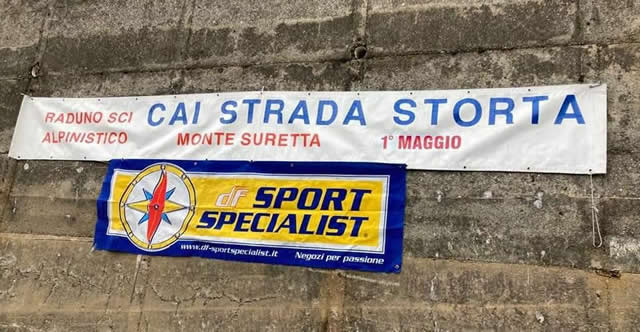 RADUNO SCI CAI STRADA STORTA
ALPINISTICO MONTE SURETTA 1° MAGGIO
df SPORT
SPECIALIST
www.df-sportspecialist.it Negozi per passione